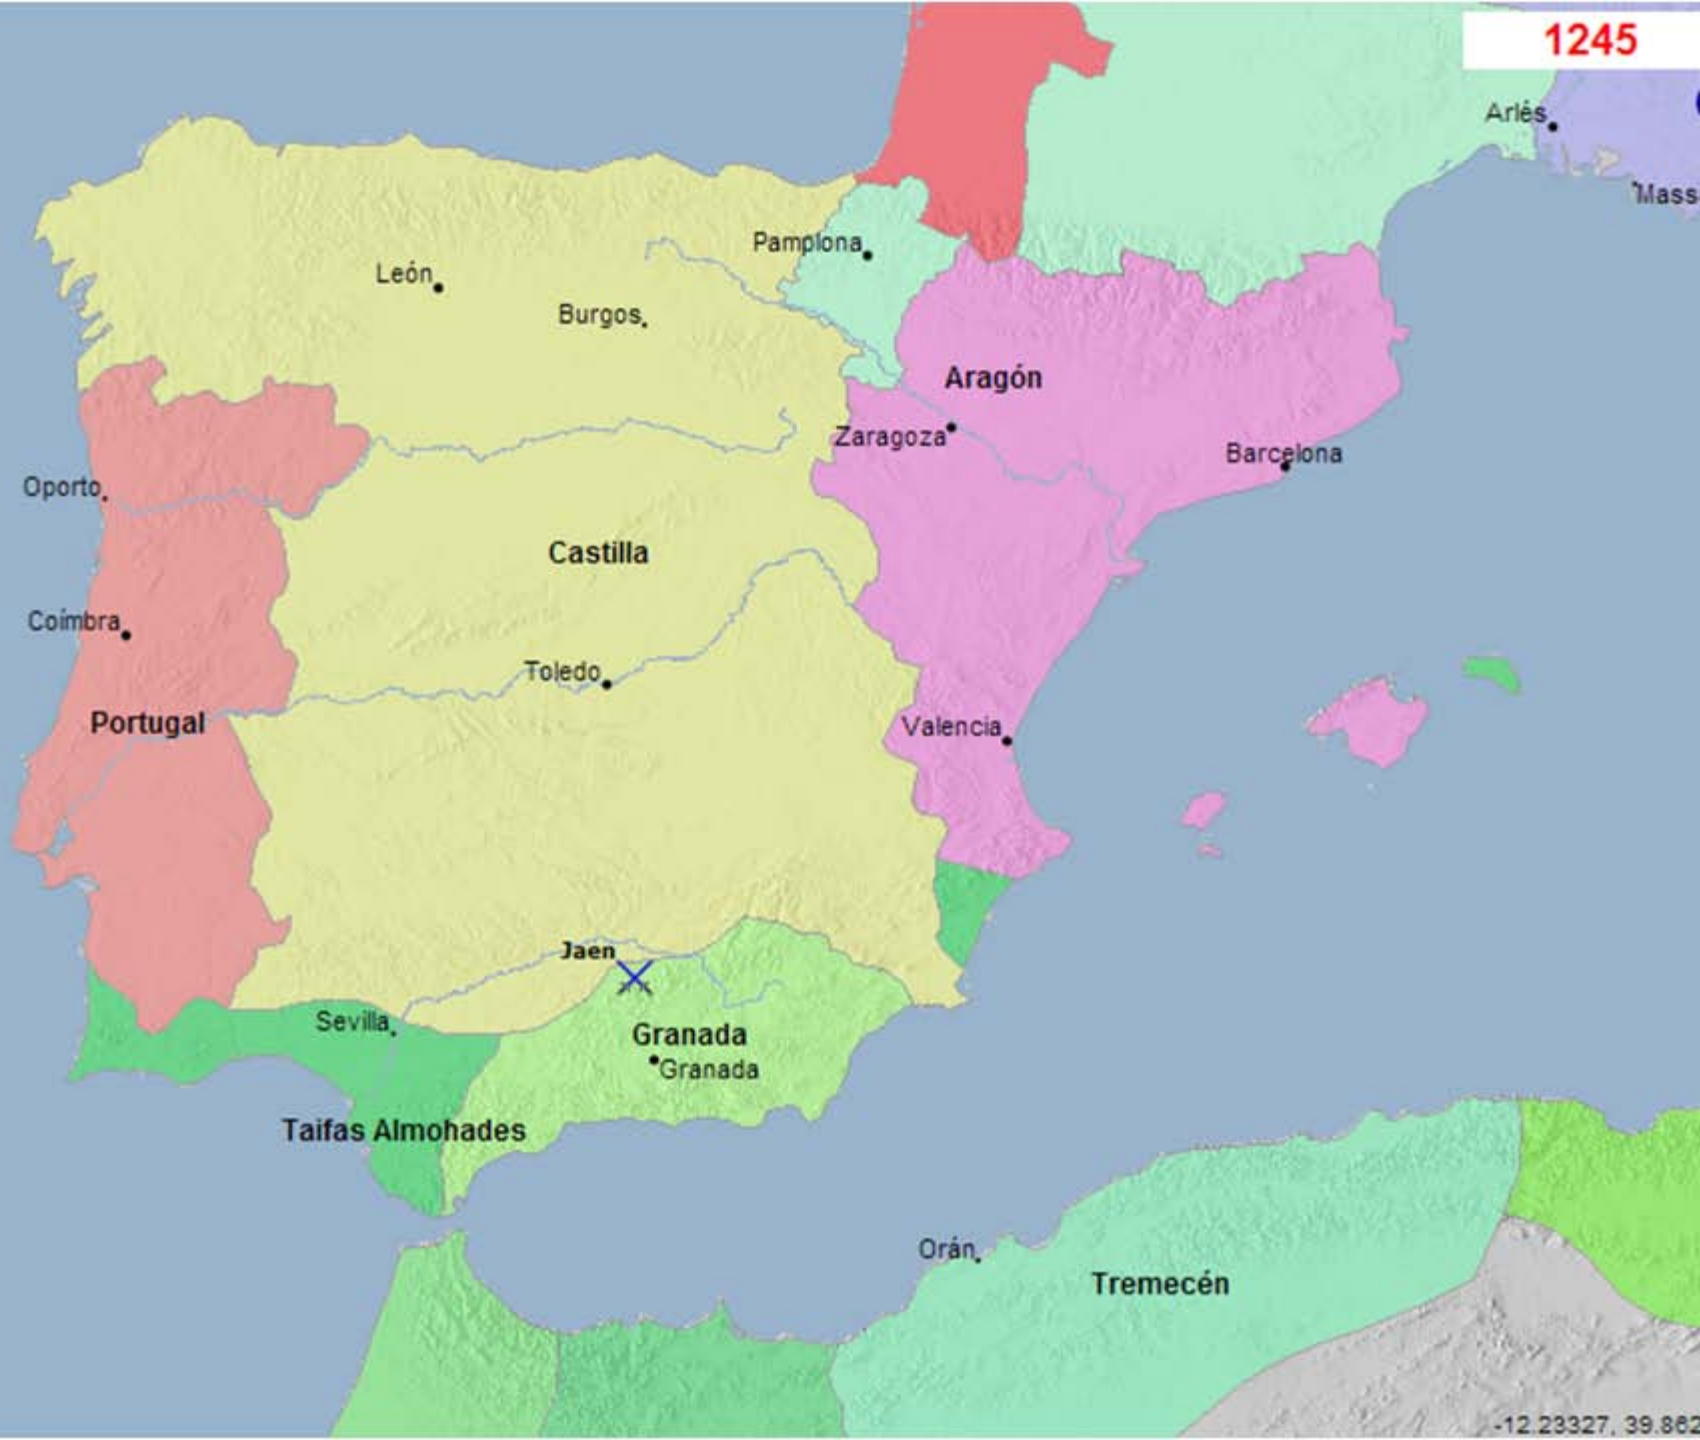 1245
Arlés
Mass
Pamplona
León
Burgos
Aragón
Zaragoza
Barcelona
Oporto
Castilla
Coímbra
Toledo
Portugal
Valencia
Jaen
Sevilla
Granada
Granada
Taifas Almohades
Orán
Tremecén
-12.23327, 39.862